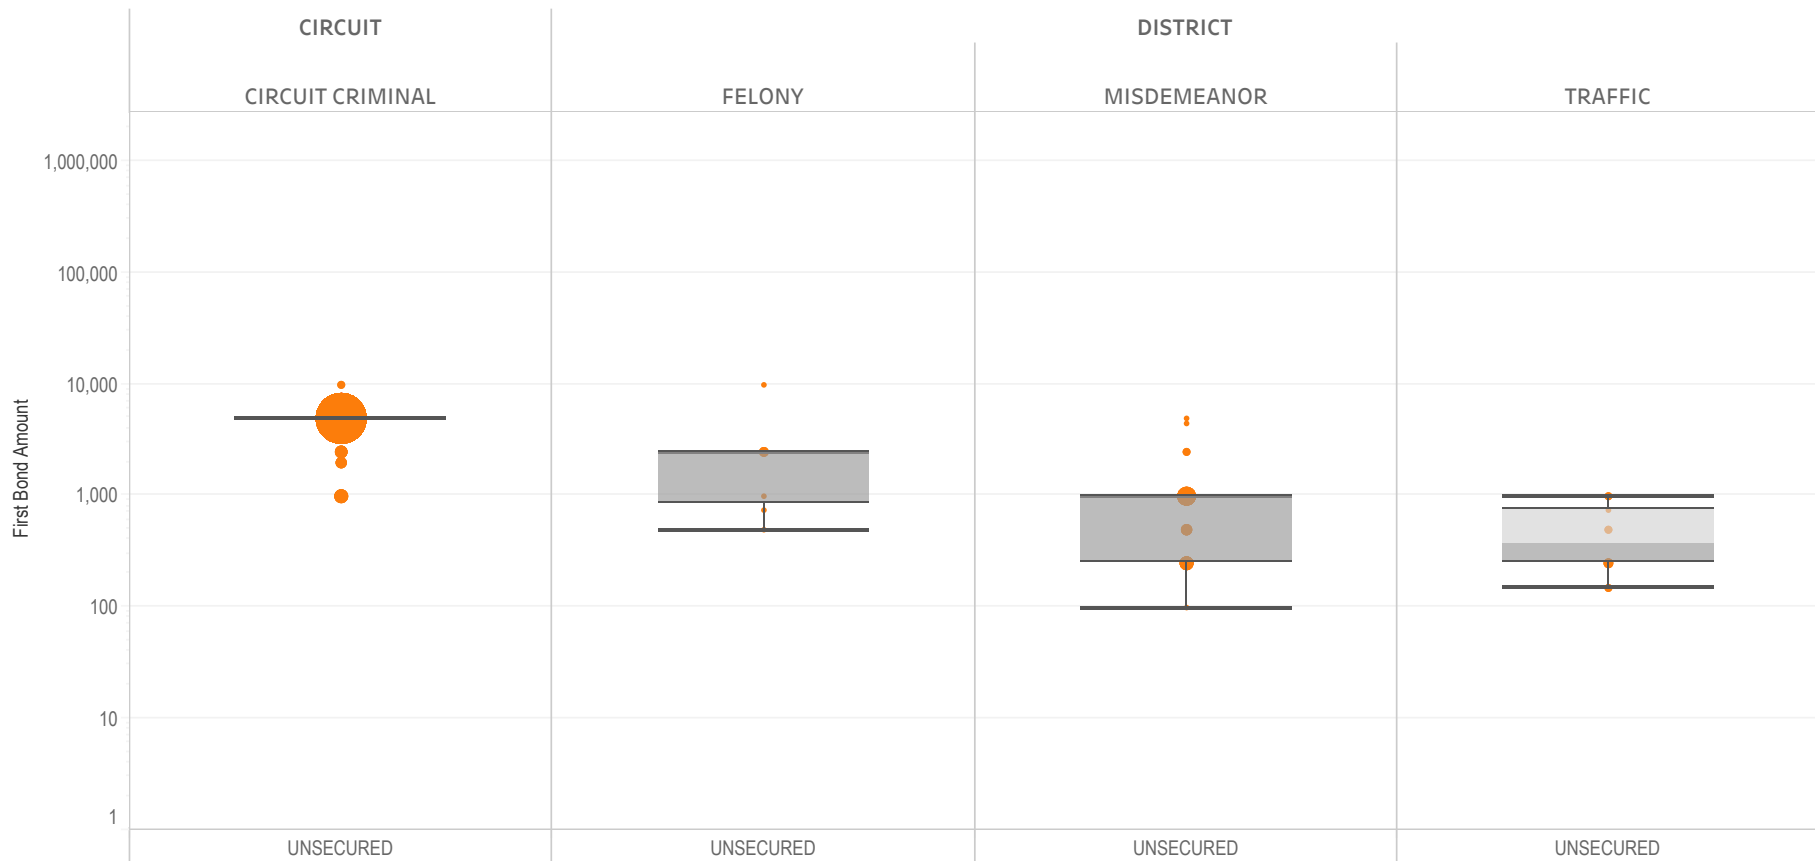 CIRCUIT
DISTRICT
CIRCUIT CRIMINAL
FELONY
MISDEMEANOR
TRAFFIC
First Bond Amount
1,000,000
100,000
10,000
1,000
100
10
1
UNSECURED
UNSECURED
UNSECURED
UNSECURED